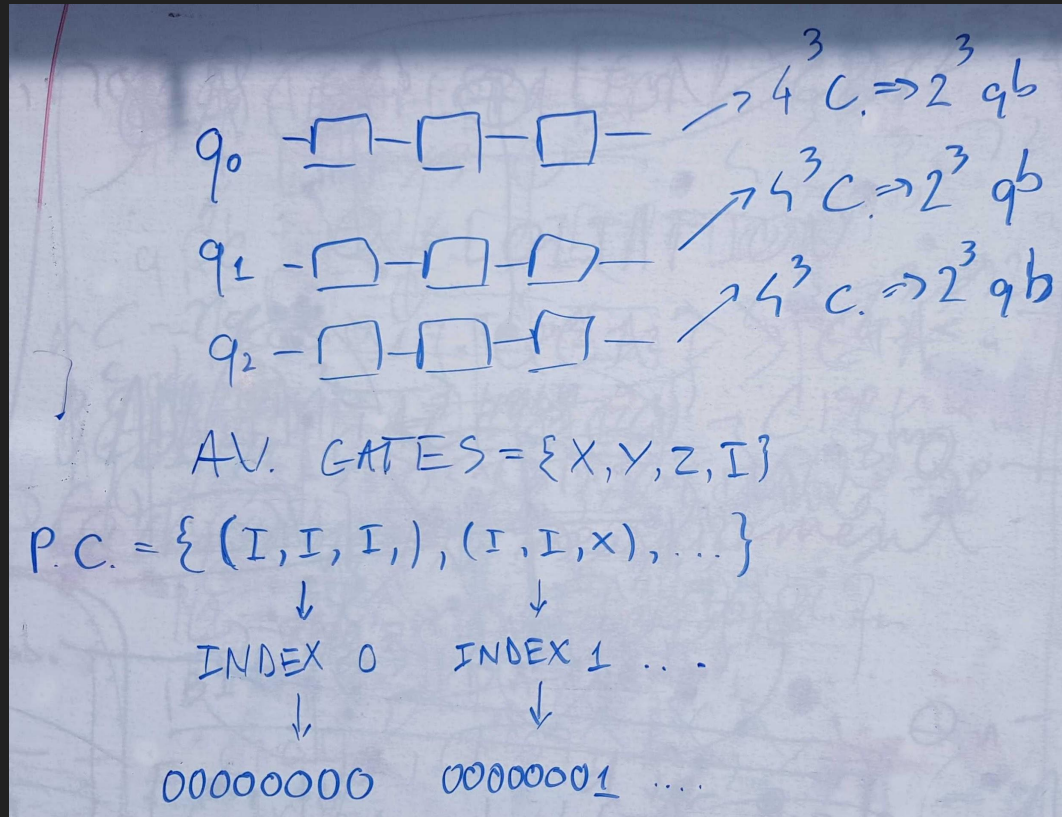 q₀ → 4³ C. ⇒ 2³ qb
q₁ → 4³ C. ⇒ 2³ qb
q₂ → 4³ C. ⇒ 2³ qb
AV. GATES = {X, Y, Z, I}
P.C. = { (I, I, I,), (I, I, X), ... }
↓ ↓
INDEX 0 INDEX 1 ...
↓ ↓
00000000 00000001 ....